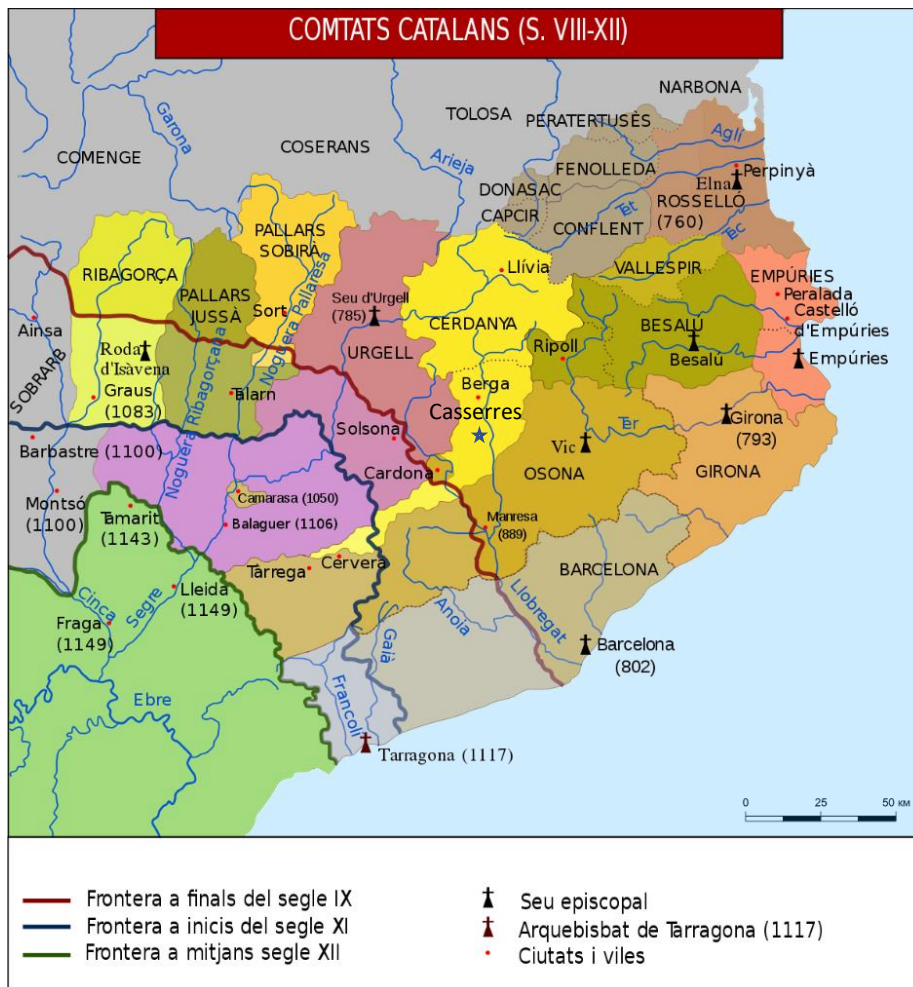 COMTATS CATALANS (S. VIII-XII)
NARBONA
TOLOSA
PERATERTUSÈS
Garona
COSERANS
Arieja
Aglí
COMENGE
FENOLLEDA
Perpinyà
Elna
DONASAC
ROSSELLÓ
(760)
CAPCIR
Tét
CONFLENT
PALLARS
SOBIRÀ
Téc
RIBAGORÇA
Llívia
VALLESPIR
EMPÚRIES
PALLARS
JUSSÀ
Noguera Pallaresa
Seu d'Urgell
(785)
Peralada
Sort
CERDANYA
BESALÚ
Castelló
d'Empúries
Ainsa
URGELL
Ripoll
Besalú
Empúries
SOBRARB
Roda
d'Isàvena
Noguera Ribagorçana
Berga
Graus
(1083)
Talarn
Casserres
Girona
(793)
Solsona
Vic
Ter
Barbastre (1100)
Cardona
OSONA
GIRONA
Montsó
(1100)
Camarasa (1050)
Tamarit
(1143)
Balaguer (1106)
Manresa
(889)
Tàrrega
Cervera
BARCELONA
Cinca
Segre
Lleida
(1149)
Anoia
Llobregat
Fraga
(1149)
Gaià
Barcelona
(802)
Ebre
Francolí
Tarragona (1117)
0 25 50 км
Frontera a finals del segle IX
Frontera a inicis del segle XI
Frontera a mitjans segle XII
Seu episcopal
Arquebisbat de Tarragona (1117)
Ciutats i viles